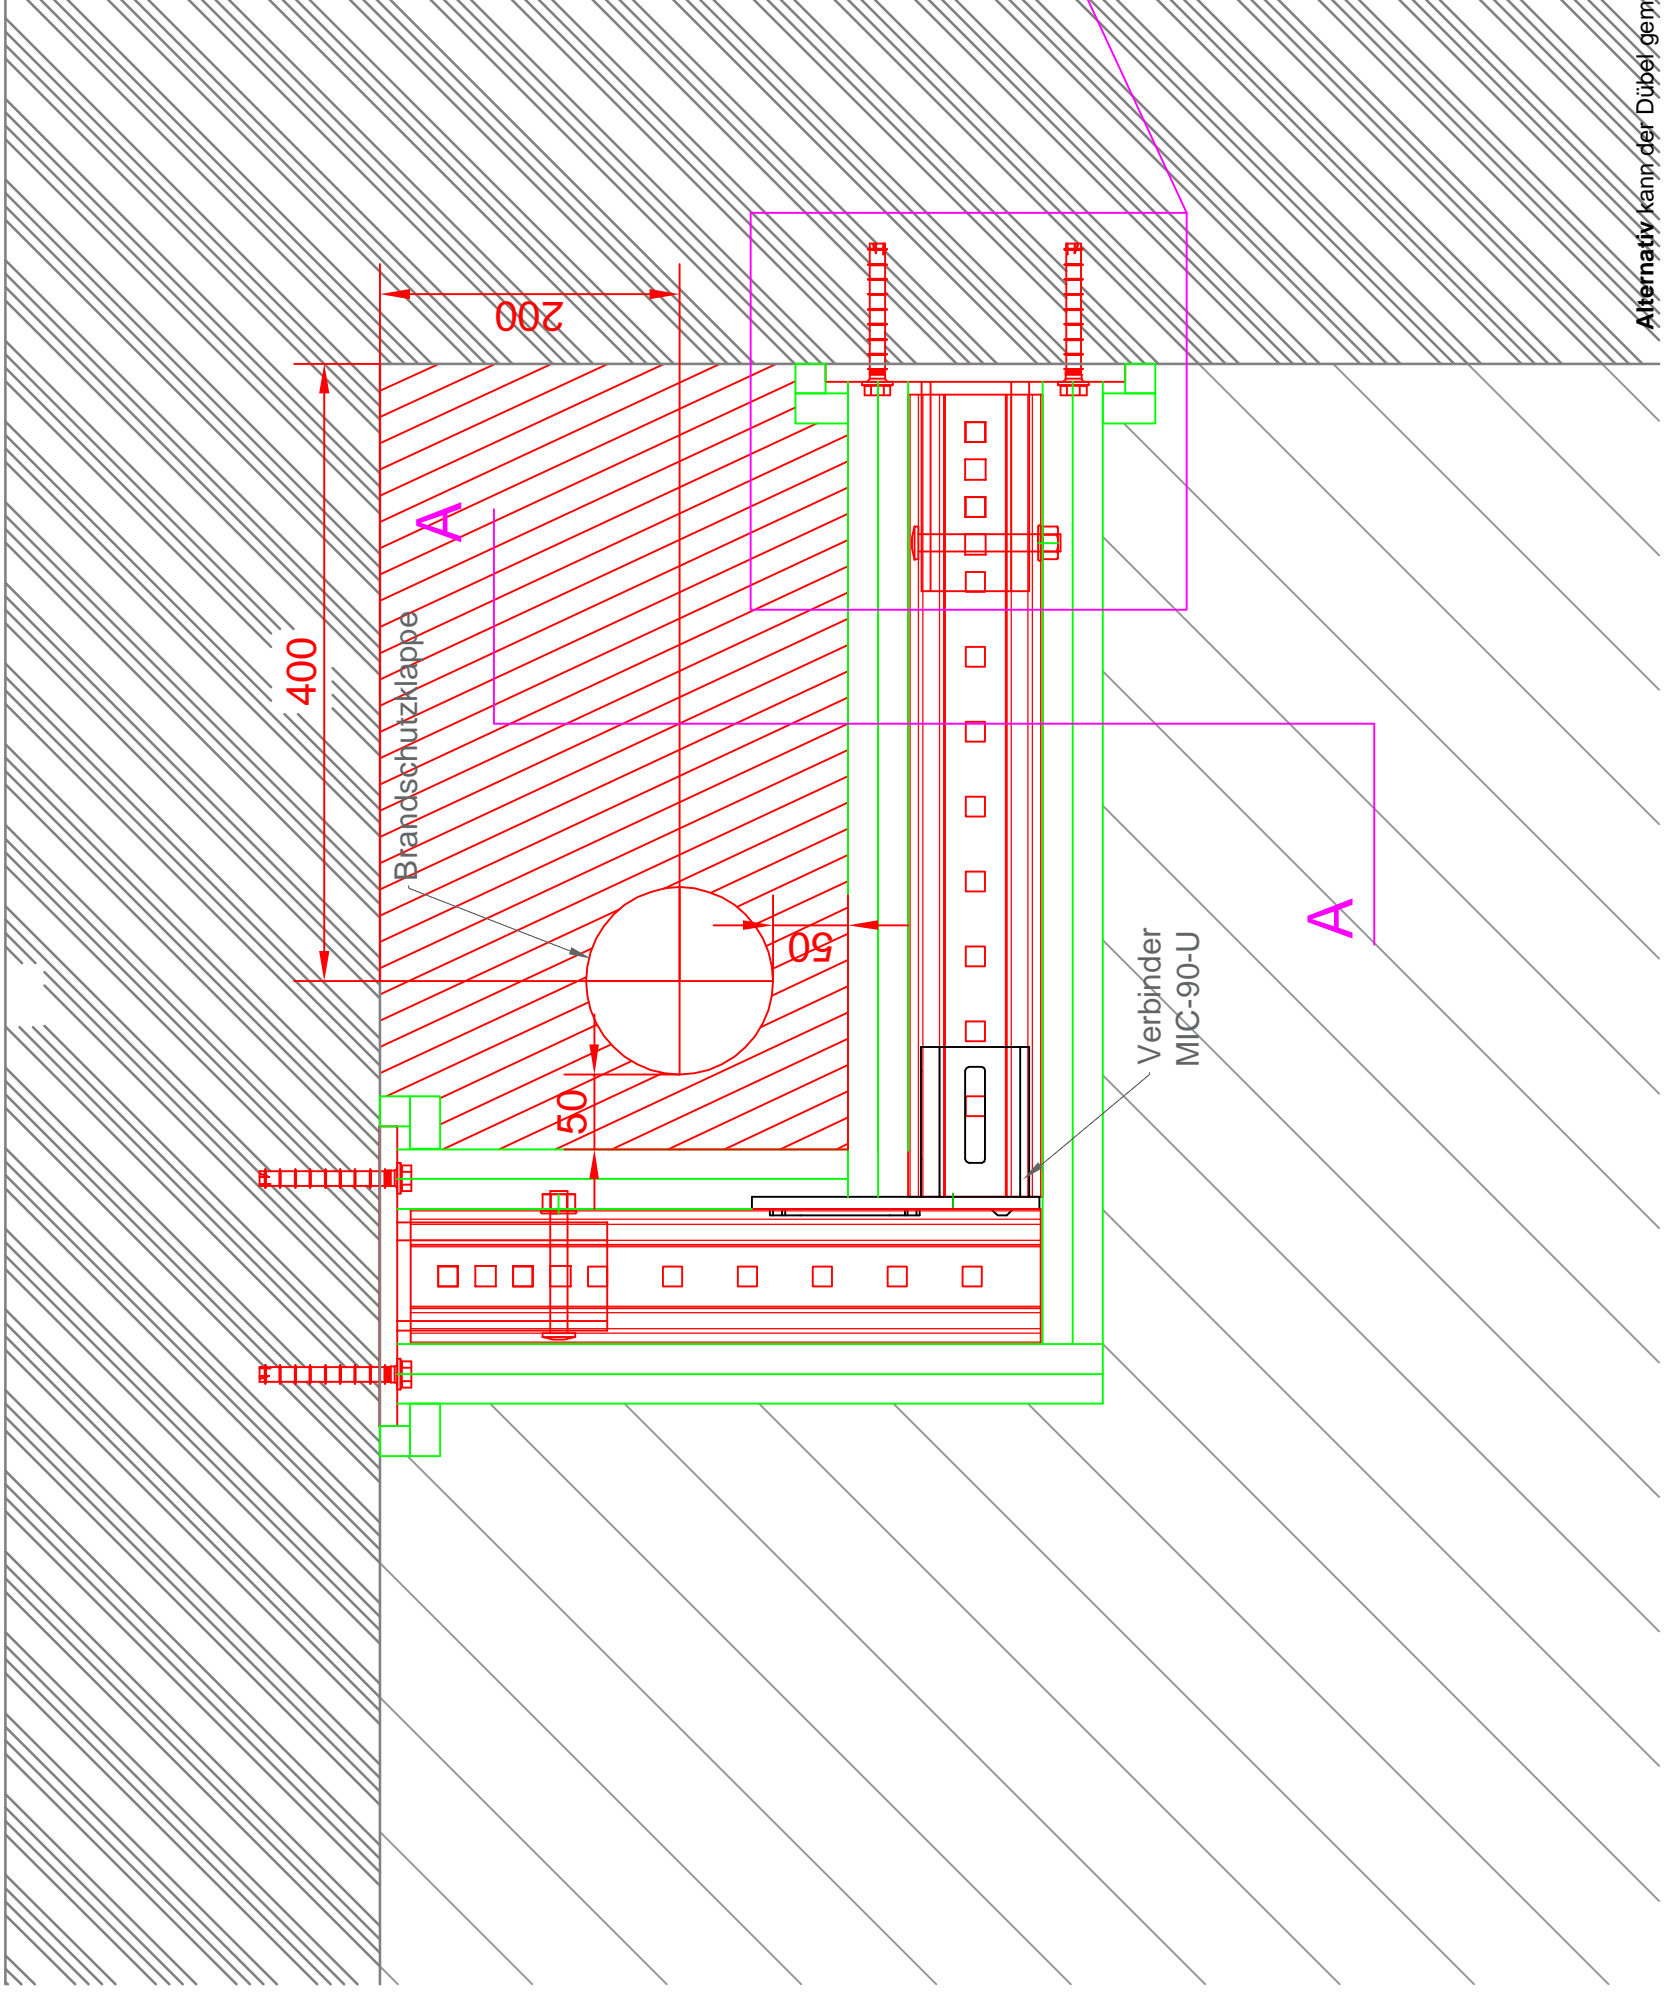 400
200
A
Brandschutzklappe
50
50
A
Verbinder
MIC-90-U
Alternativ kann der Dübel gem